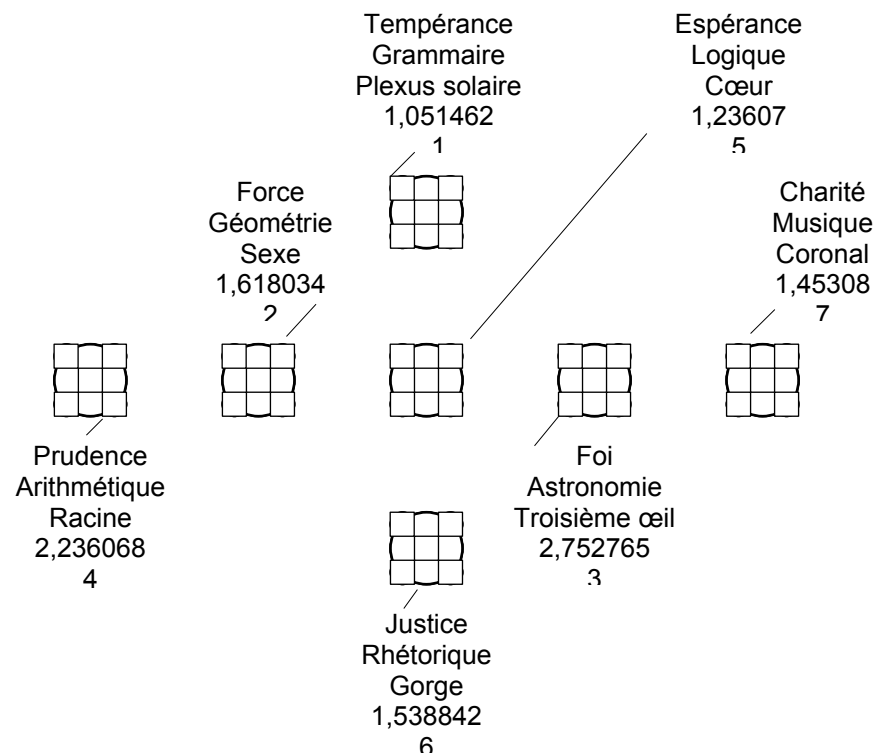 Tempérance
Grammaire
Plexus solaire
1,051462
1
Espérance
Logique
Cœur
1,23607
5
Force
Géométrie
Sexe
1,618034
2
Charité
Musique
Coronal
1,45308
7
Prudence
Arithmétique
Racine
2,236068
4
Foi
Astronomie
Troisième œil
2,752765
3
Justice
Rhétorique
Gorge
1,538842
6